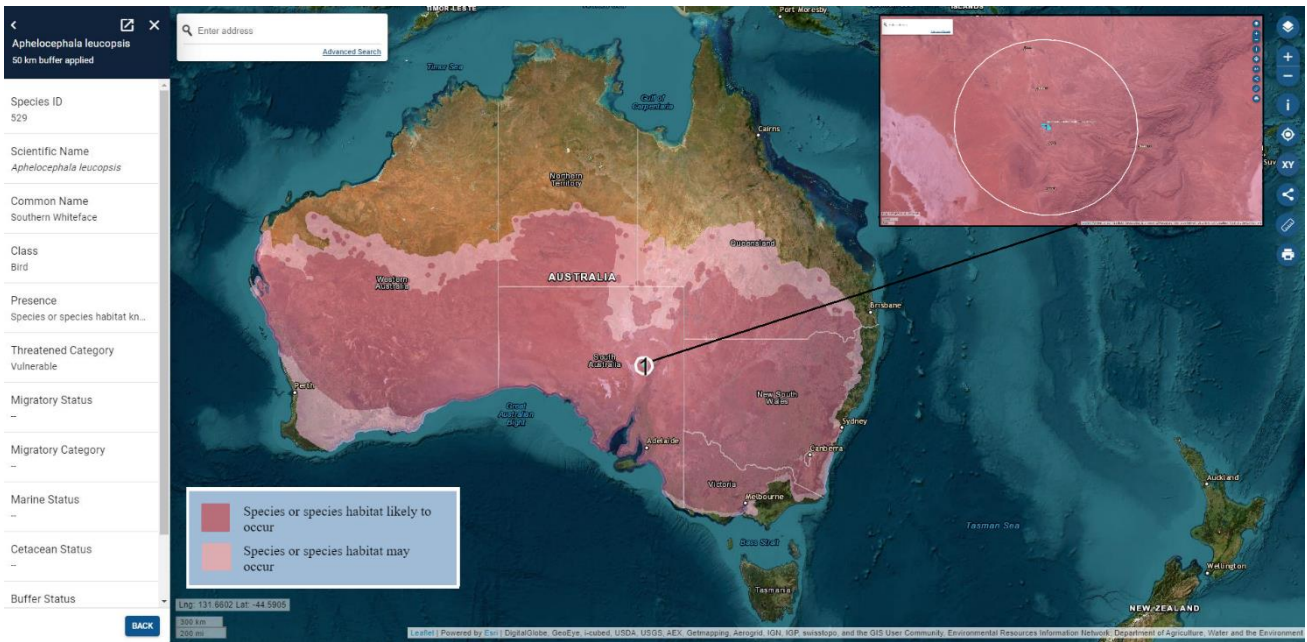 Aphelocephala leucopsis
50 km buffer applied
Species ID
529
Scientific Name
Aphelocephala leucopsis
Common Name
Southern Whiteface
Class
Bird
Presence
Species or species habitat kn...
Threatened Category
Vulnerable
Migratory Status
--
Migratory Category
--
Marine Status
--
Cetacean Status
--
Buffer Status
BACK
Enter address
Advanced Search
TIMOR-LESTE
Port Moresby
ISLANDS
Timor Sea
Gulf of
Carpentaria
Cairns
Northern
Territory
Queensland
Western
Australia
AUSTRALIA
Brisbane
South
Australia
1
Perth
Great
Australian
Bight
New South
Wales
Sydney
Adelaide
Canberra
Victoria
Melbourne
Bass Strait
Tasmania
Tasman Sea
Auckland
Wellington
NEW ZEALAND
XY
Species or species habitat likely to
occur
Species or species habitat may
occur
Lng: 131.6602 Lat: -44.5905
300 km
200 mi
Leaflet | Powered by Esri | DigitalGlobe, GeoEye, i-cubed, USDA, USGS, AEX, Getmapping, Aerogrid, IGN, IGP, swisstopo, and the GIS User Community, Environmental Resources Information Network, Department of Agriculture, Water and the Environment